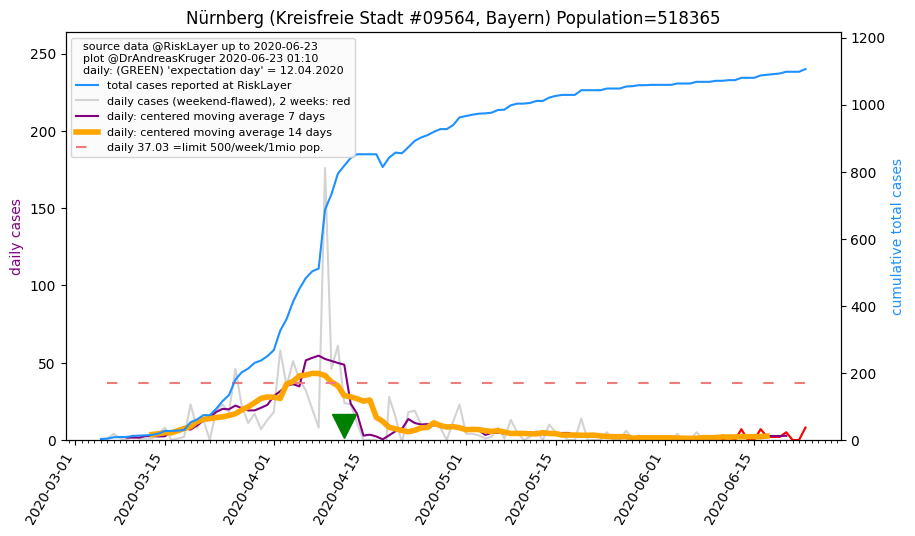 Nürnberg (Kreisfreie Stadt #09564, Bayern) Population=518365
source data @RiskLayer up to 2020-06-23
plot @DrAndreasKruger 2020-06-23 01:10
daily: (GREEN) 'expectation day' = 12.04.2020
total cases reported at RiskLayer
daily cases (weekend-flawed), 2 weeks: red
daily: centered moving average 7 days
daily: centered moving average 14 days
daily 37.03 =limit 500/week/1mio pop.
daily cases
250
200
150
100
50
0
cumulative total cases
1200
1000
800
600
400
200
0
2020-03-01
2020-03-15
2020-04-01
2020-04-15
2020-05-01
2020-05-15
2020-06-01
2020-06-15